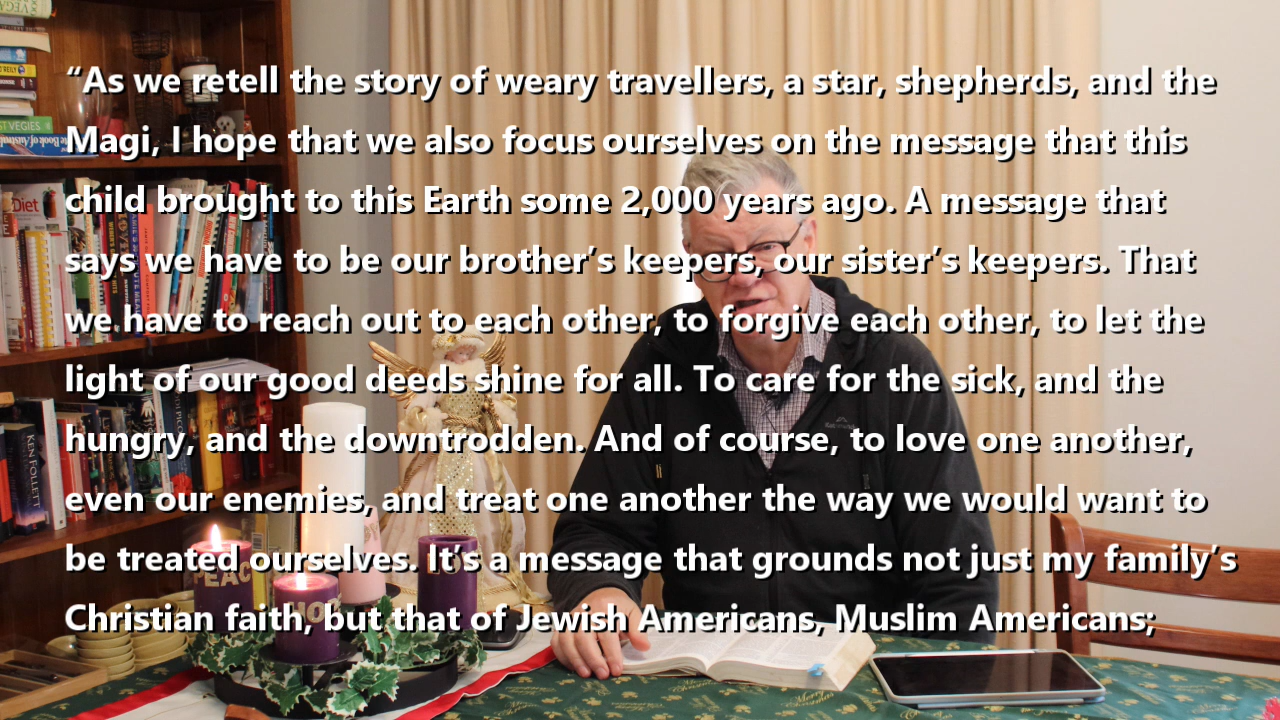 “As we retell the story of weary travellers, a star, shepherds, and the
Magi, I hope that we also focus ourselves on the message that this
child brought to this Earth some 2,000 years ago. A message that
says we have to be our brother’s keepers, our sister’s keepers. That
we have to reach out to each other, to forgive each other, to let the
light of our good deeds shine for all. To care for the sick, and the
hungry, and the downtrodden. And of course, to love one another,
even our enemies, and treat one another the way we would want to
be treated ourselves. It’s a message that grounds not just my family’s
Christian faith, but that of Jewish Americans, Muslim Americans;
VEGIES
Diet
KEN FOLLETT
PEAC